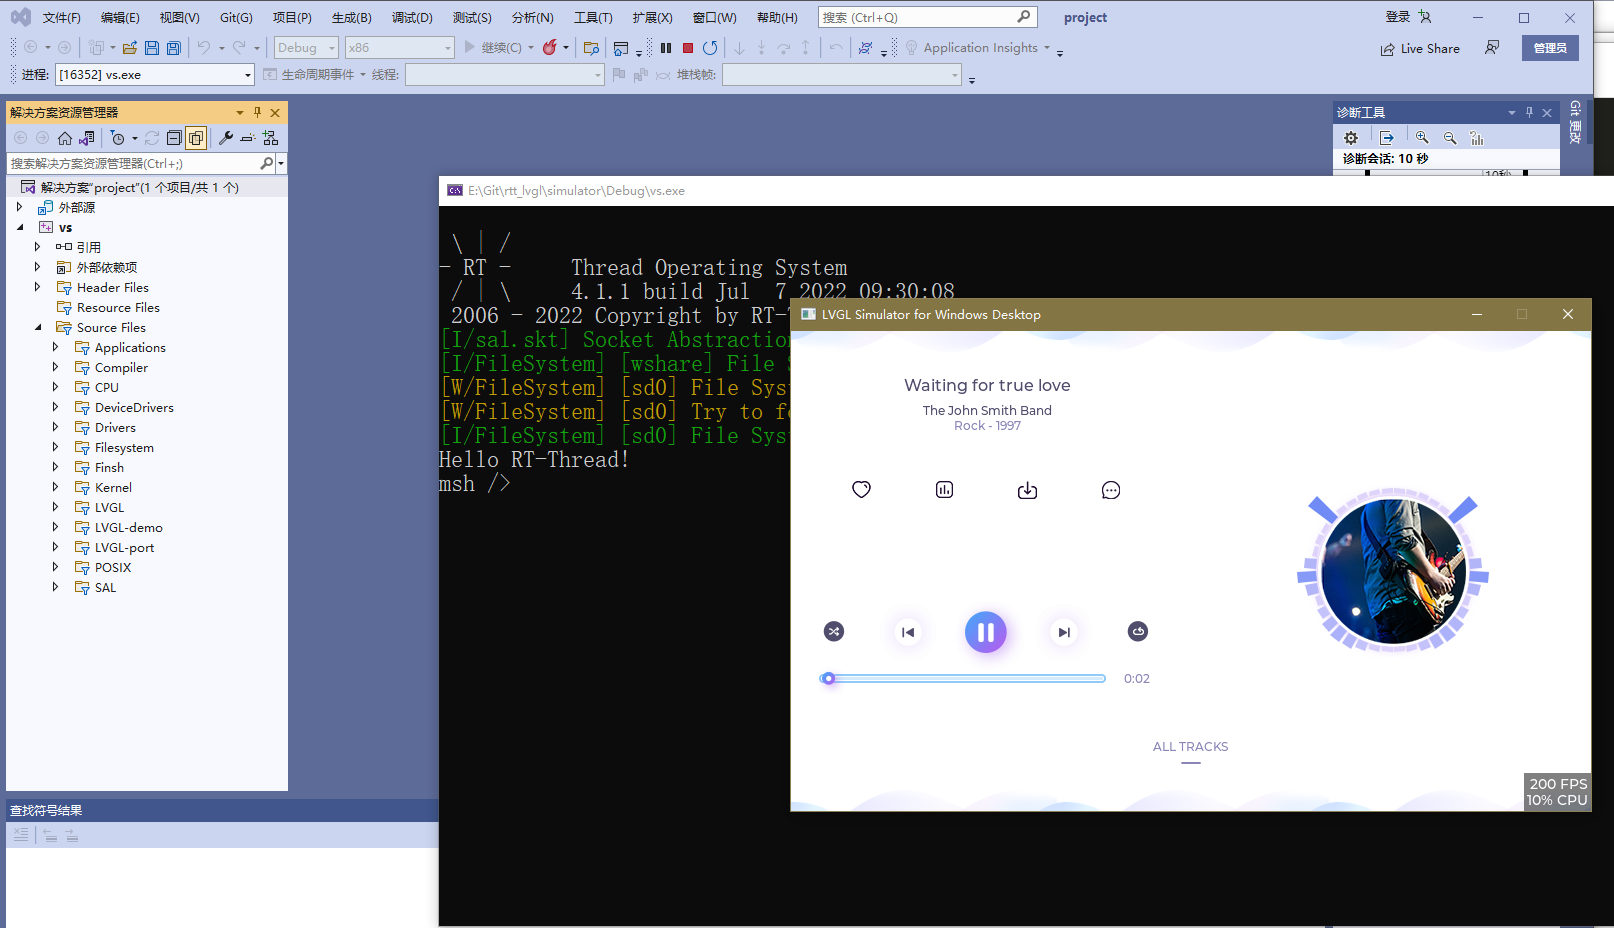 文件(F) 编辑(E) 视图(V) Git(G) 项目(P) 生成(B) 调试(D) 测试(S) 分析(N) 工具(T) 扩展(X) 窗口(W) 帮助(H) 搜索 (Ctrl+Q) project 登录
Debug x86 继续(C) Application Insights Live Share 管理员
进程: [16352] vs.exe 生命周期事件 线程: 堆栈帧:
解决方案资源管理器
搜索解决方案资源管理器(Ctrl+;)
解决方案"project"(1 个项目/共 1 个)
外部源
vs
引用
外部依赖项
Header Files
Resource Files
Source Files
Applications
Compiler
CPU
DeviceDrivers
Drivers
Filesystem
Finsh
Kernel
LVGL
LVGL-demo
LVGL-port
POSIX
SAL
查找符号结果
诊断工具
诊断会话: 10 秒
10秒
Git 更改
E:\Git\rtt_lvgl\simulator\Debug\vs.exe
\ | /
- RT -     Thread Operating System
/ | \     4.1.1 build Jul  7 2022 09:30:08
2006 - 2022 Copyright by RT-
[I/sal.skt] Socket Abstraction
[I/FileSystem] [wshare] File
[W/FileSystem] [sd0] File Sys
[W/FileSystem] [sd0] Try to
[I/FileSystem] [sd0] File Sys
Hello RT-Thread!
msh />
LVGL Simulator for Windows Desktop
Waiting for true love
The John Smith Band
Rock - 1997
0:02
ALL TRACKS
200 FPS
10% CPU